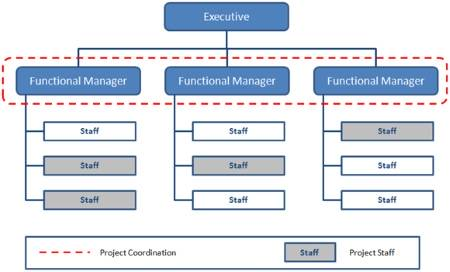 Executive
Functional Manager
Functional Manager
Functional Manager
Staff
Staff
Staff
Staff
Staff
Staff
Staff
Staff
Staff
Project Coordination
Staff
Project Staff